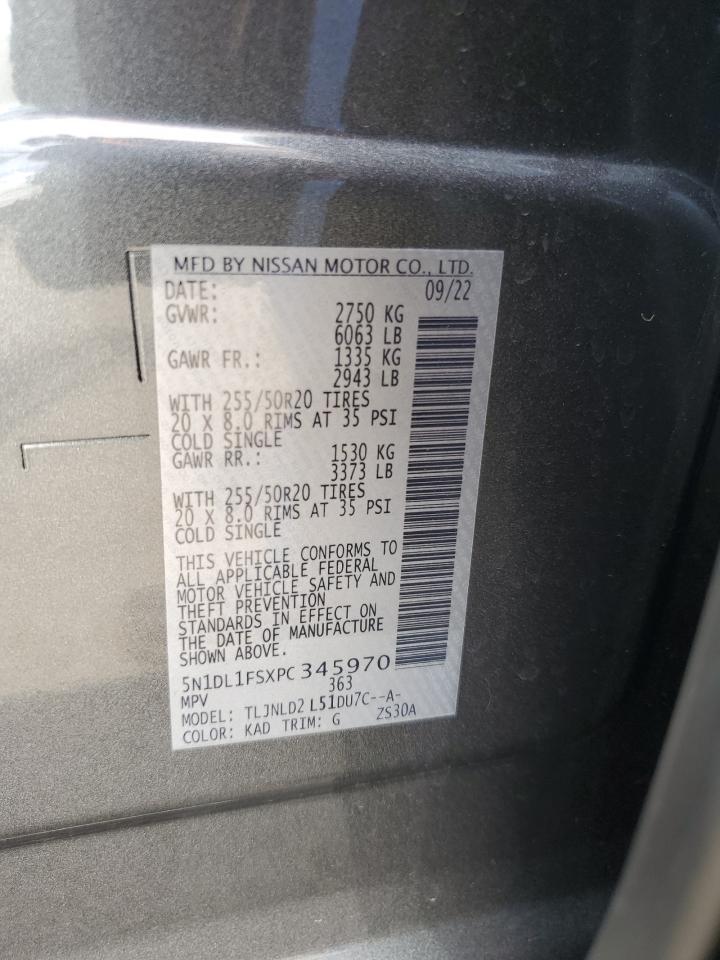 MFD BY NISSAN MOTOR CO., LTD.
DATE: 09/22
GVWR: 2750 KG
6063 LB
GAWR FR.: 1335 KG
2943 LB
WITH 255/50R20 TIRES
20 X 8.0 RIMS AT 35 PSI
COLD SINGLE
GAWR RR.: 1530 KG
3373 LB
WITH 255/50R20 TIRES
20 X 8.0 RIMS AT 35 PSI
COLD SINGLE
THIS VEHICLE CONFORMS TO
ALL APPLICABLE FEDERAL
MOTOR VEHICLE SAFETY AND
THEFT PREVENTION
STANDARDS IN EFFECT ON
THE DATE OF MANUFACTURE
SHOWN ABOVE.
5N1DL1FSXPC 345970
MPV 363
MODEL: TLJNLD2 L51DU7C--A-
COLOR: KAD TRIM: G ZS30A